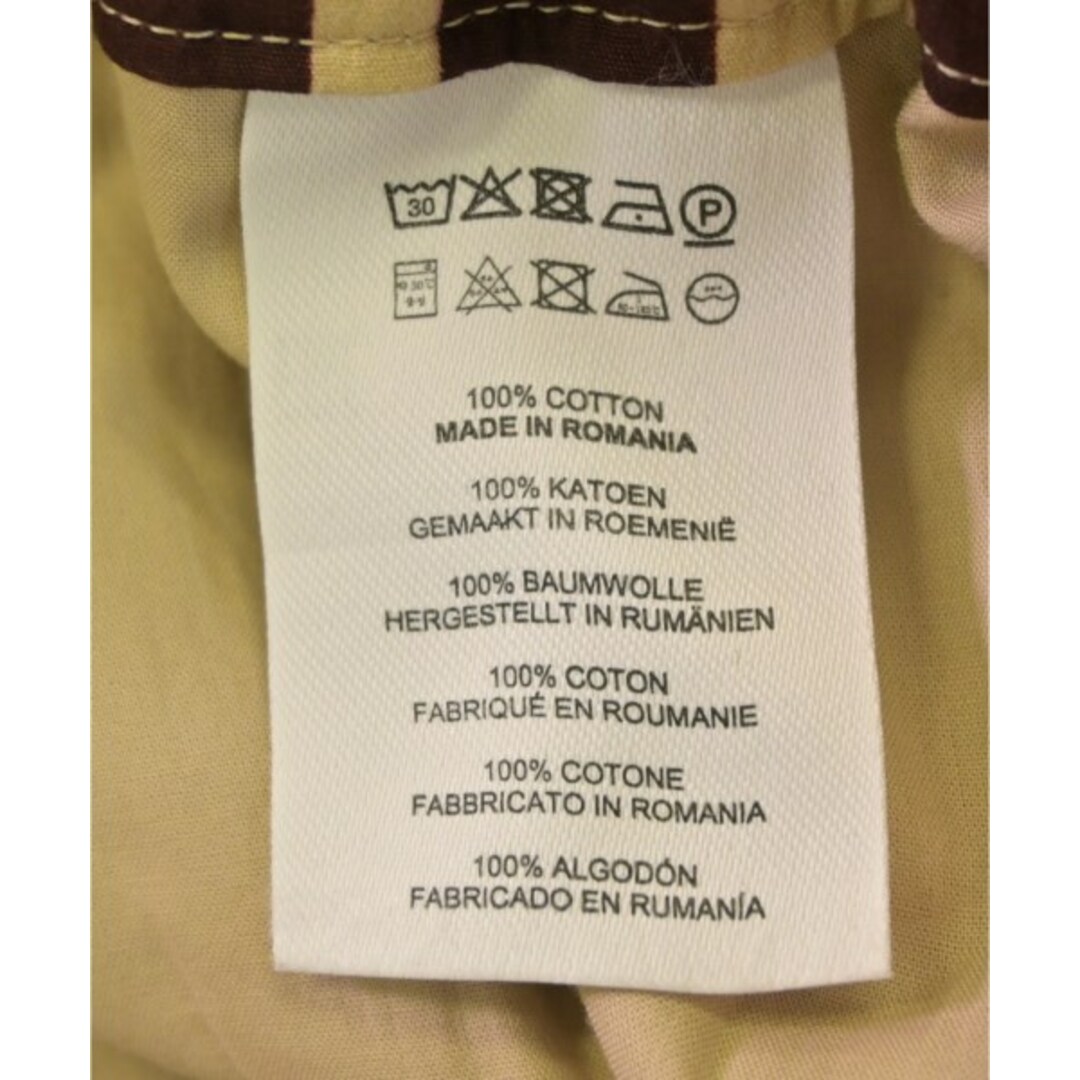 30 P
100% COTTON
MADE IN ROMANIA
100% KATOEN
GEMAAKT IN ROEMENIË
100% BAUMWOLLE
HERGESTELLT IN RUMÄNIEN
100% COTON
FABRIQUÉ EN ROUMANIE
100% COTONE
FABBRICATO IN ROMANIA
100% ALGODÓN
FABRICADO EN RUMANÍA